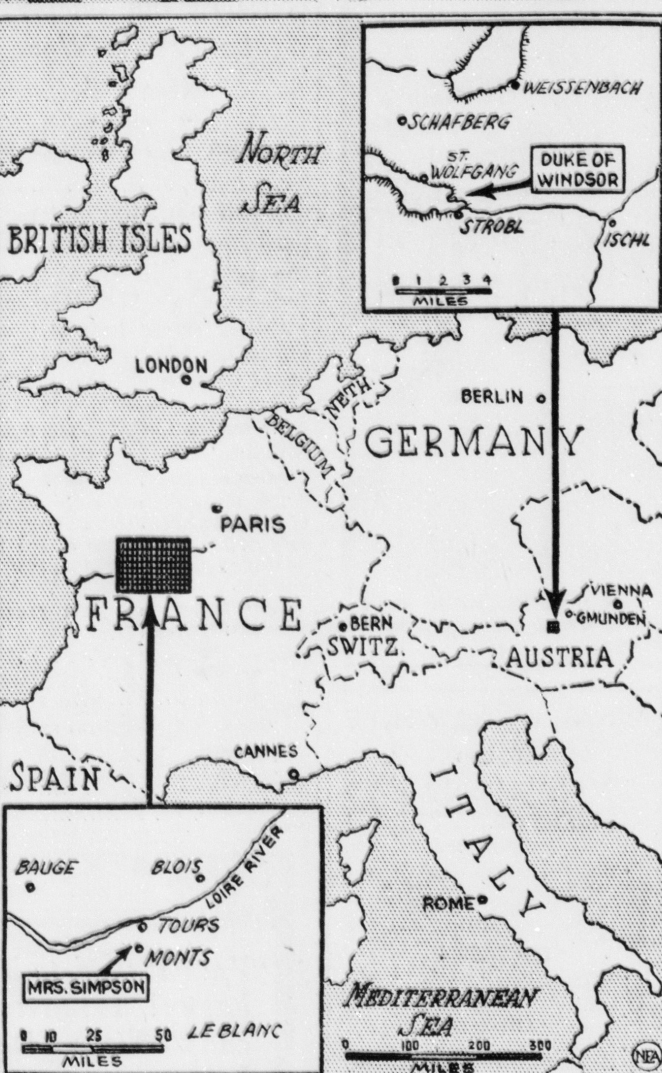 WEISSENBACH
SCHAFBERG
ST.
WOLFGANG
DUKE OF
WINDSOR
STROBL
ISCHL
0 1 2 3 4
MILES
NORTH
SEA
BRITISH ISLES
LONDON
NETH
BELGIUM
BERLIN
GERMANY
PARIS
FRANCE
BERN
SWITZ.
VIENNA
GMUNDEN
AUSTRIA
CANNES
SPAIN
ITALY
ROME
MEDITERRANEAN
SEA
0 100 200 300
MILES
NEA
BAUGE
BLOIS
LOIRE RIVER
TOURS
MONTS
MRS. SIMPSON
LE BLANC
0 10 25 50
MILES